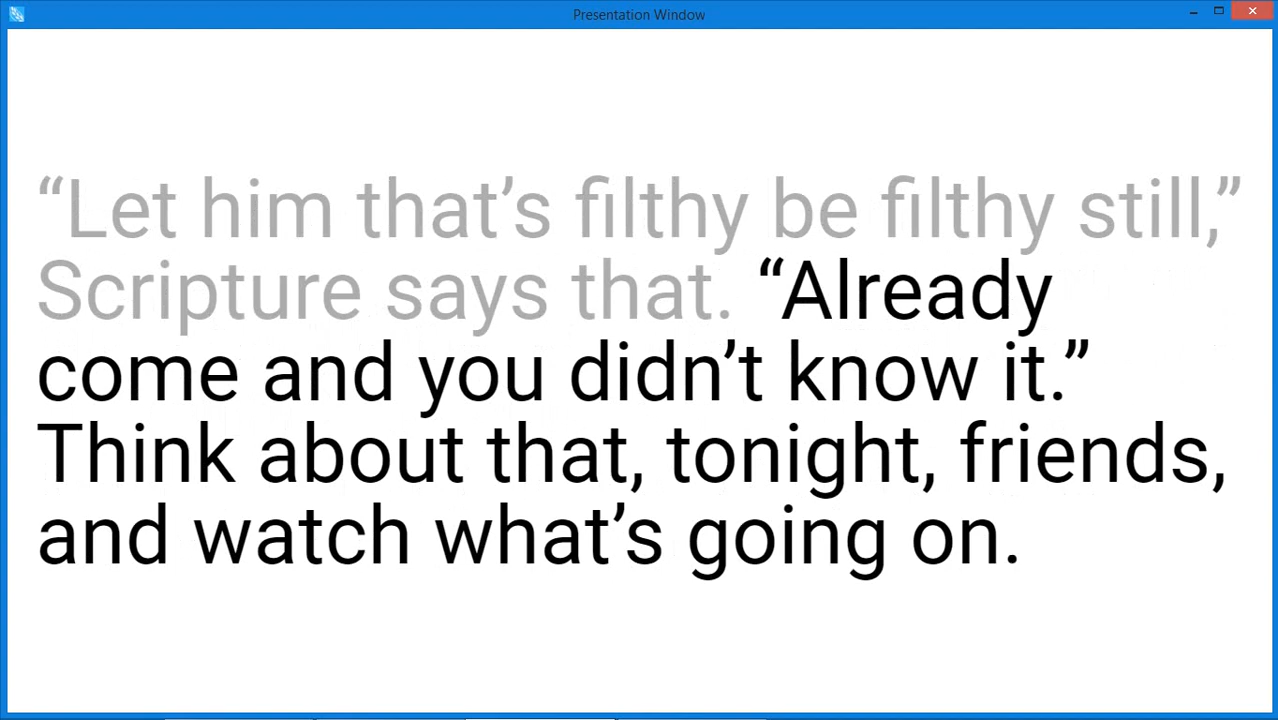 Presentation Window
“Let him that’s filthy be filthy still,”
Scripture says that. “Already
come and you didn’t know it.”
Think about that, tonight, friends,
and watch what’s going on.